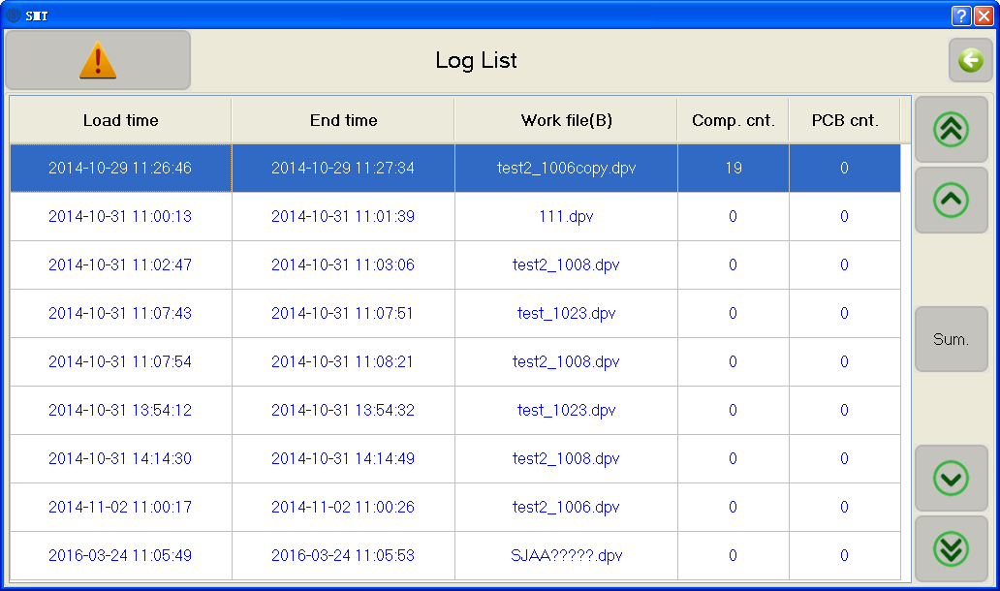 SMT
Log List
Load time End time Work file(B) Comp. cnt. PCB cnt.
2014-10-29 11:26:46 2014-10-29 11:27:34 test2_1006copy.dpv 19 0
2014-10-31 11:00:13 2014-10-31 11:01:39 111.dpv 0 0
2014-10-31 11:02:47 2014-10-31 11:03:06 test2_1008.dpv 0 0
2014-10-31 11:07:43 2014-10-31 11:07:51 test_1023.dpv 0 0
Sum.
2014-10-31 11:07:54 2014-10-31 11:08:21 test2_1008.dpv 0 0
2014-10-31 13:54:12 2014-10-31 13:54:32 test_1023.dpv 0 0
2014-10-31 14:14:30 2014-10-31 14:14:49 test2_1008.dpv 0 0
2014-11-02 11:00:17 2014-11-02 11:00:26 test2_1006.dpv 0 0
2016-03-24 11:05:49 2016-03-24 11:05:53 SJAA?????.dpv 0 0